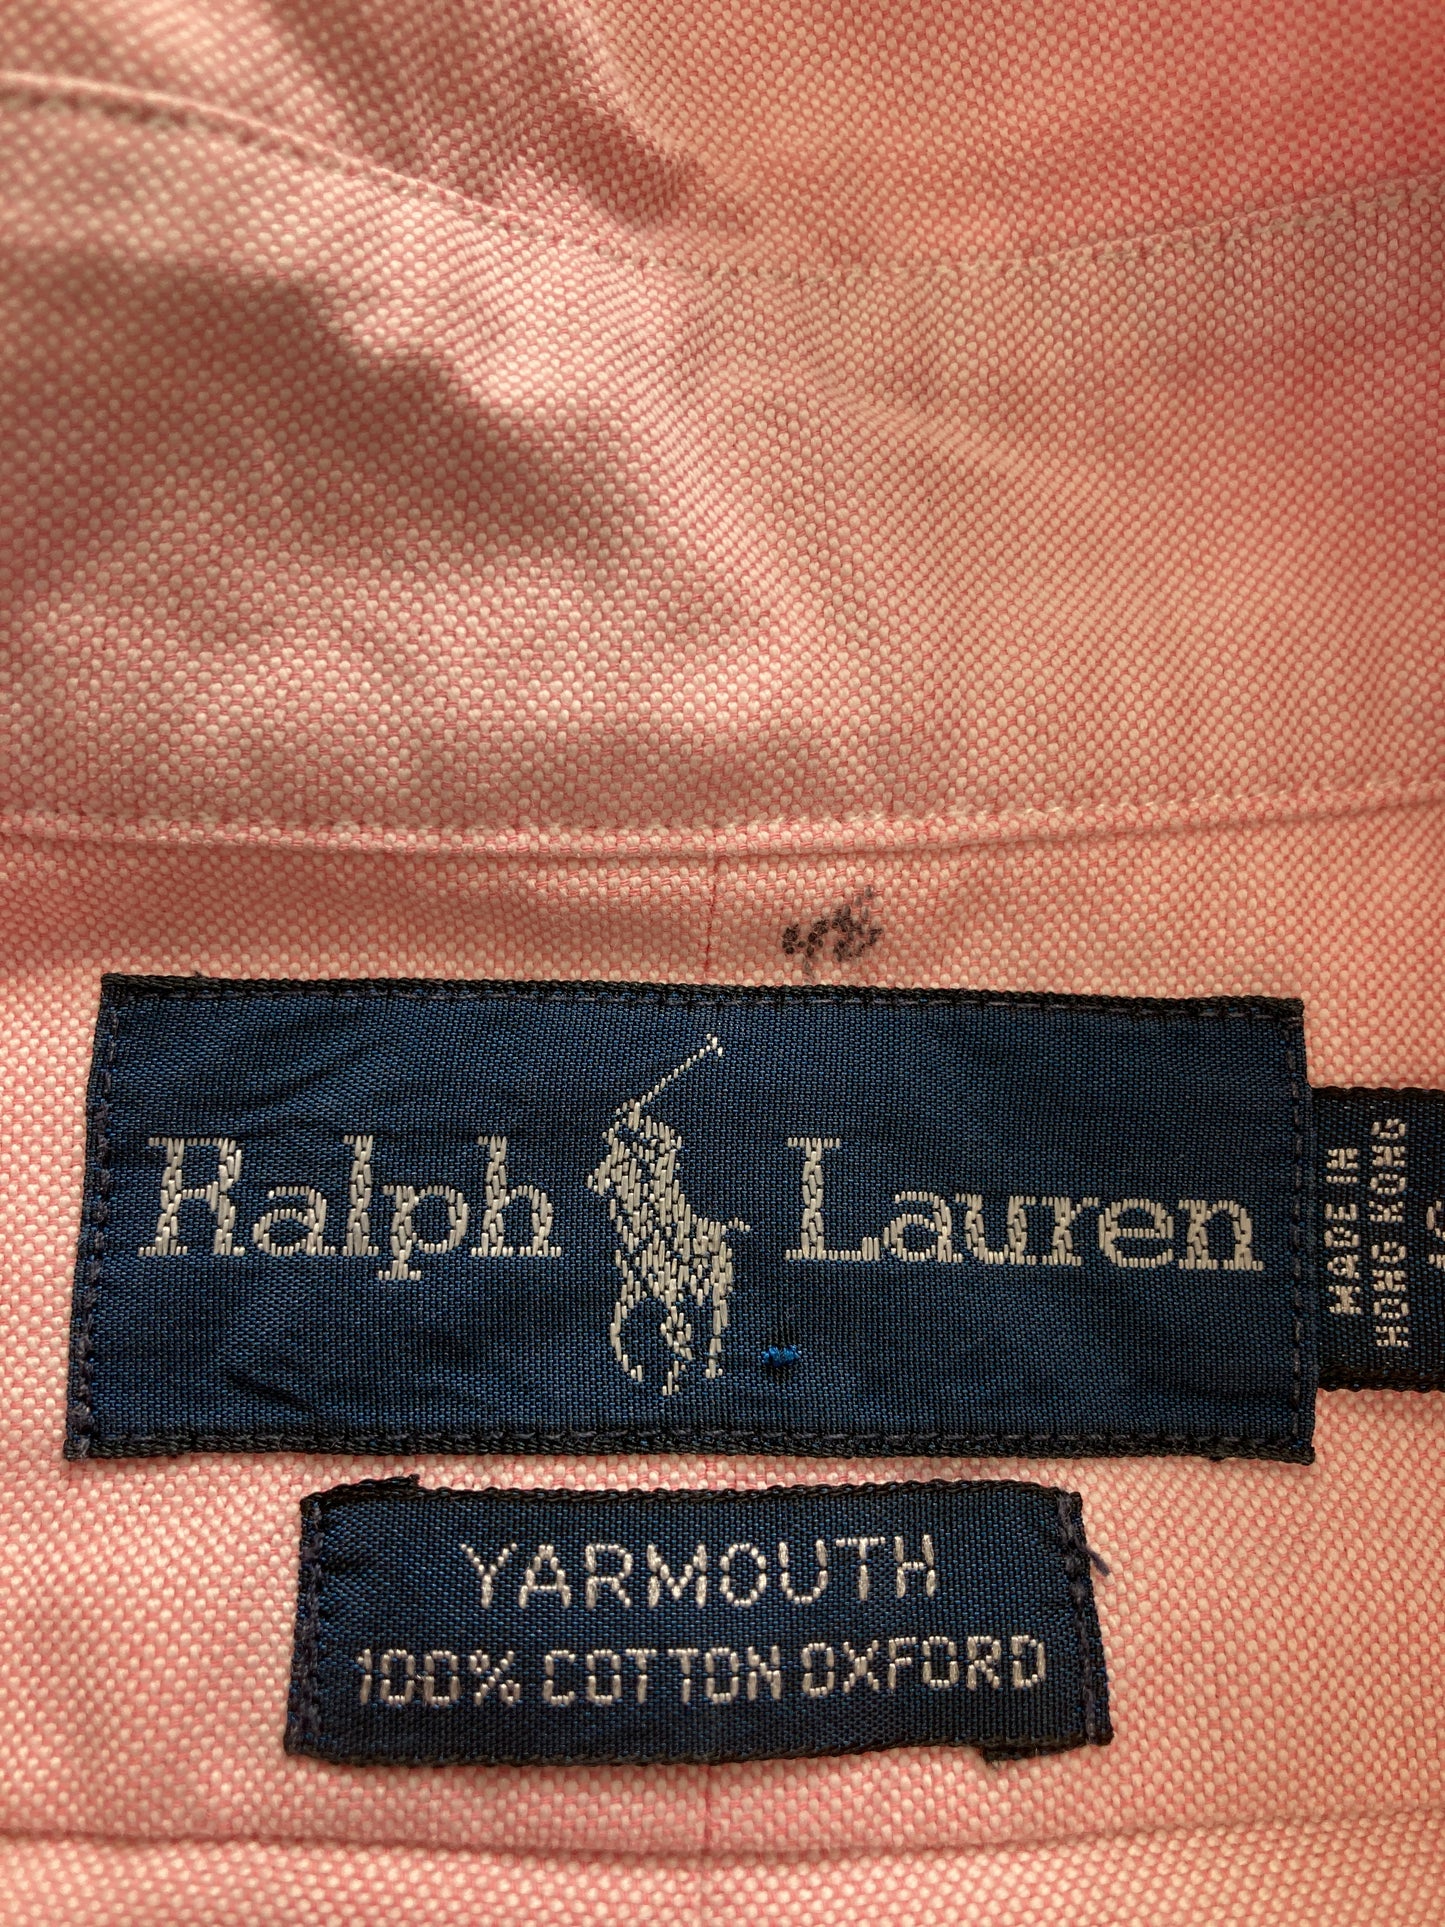 Ralph Lauren
MADE IN
HONG KONG
YARMOUTH
100% COTTON OXFORD